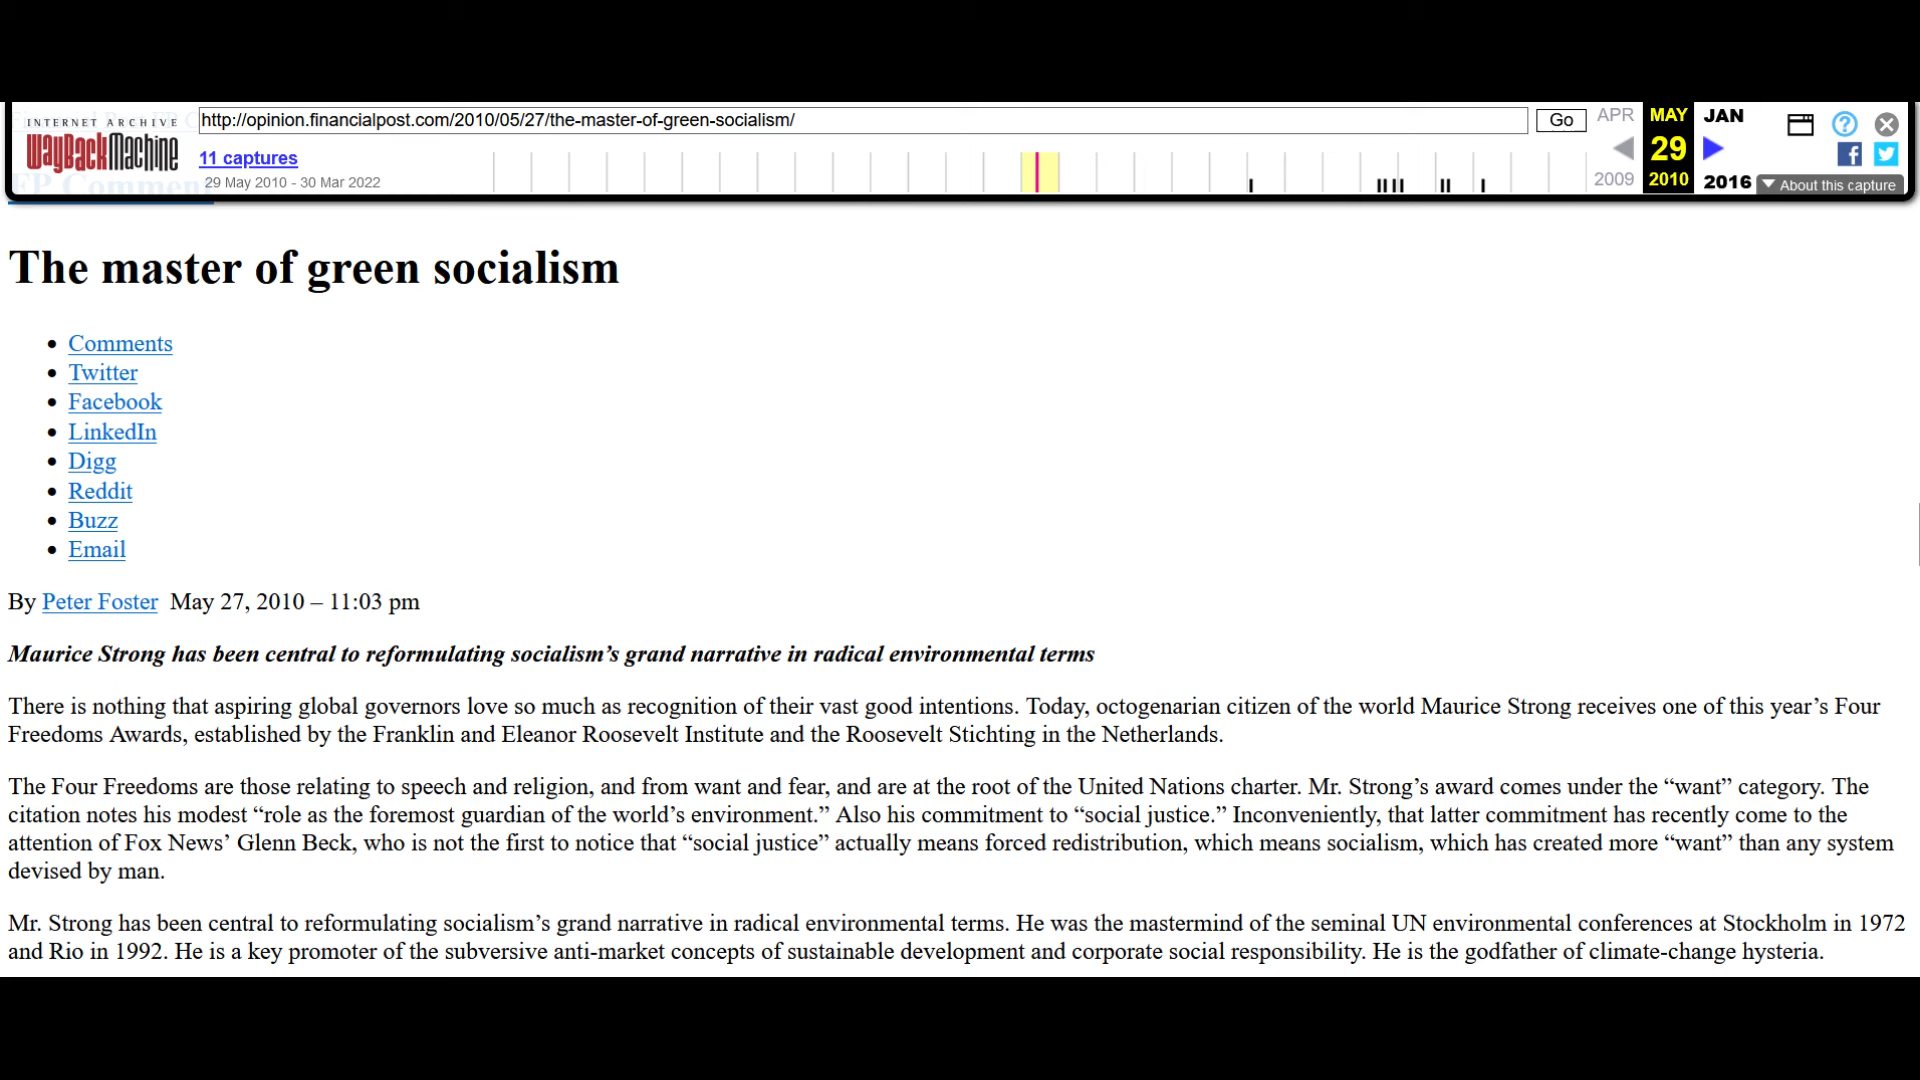 INTERNET ARCHIVE
WayBackMachine
http://opinion.financialpost.com/2010/05/27/the-master-of-green-socialism/
Go
APR
MAY
JAN
11 captures
29
29 May 2010 - 30 Mar 2022
2009
2010
2016
About this capture
FP Comment
The master of green socialism
• Comments
• Twitter
• Facebook
• LinkedIn
• Digg
• Reddit
• Buzz
• Email
By Peter Foster May 27, 2010 – 11:03 pm
Maurice Strong has been central to reformulating socialism’s grand narrative in radical environmental terms
There is nothing that aspiring global governors love so much as recognition of their vast good intentions. Today, octogenarian citizen of the world Maurice Strong receives one of this year’s Four
Freedoms Awards, established by the Franklin and Eleanor Roosevelt Institute and the Roosevelt Stichting in the Netherlands.
The Four Freedoms are those relating to speech and religion, and from want and fear, and are at the root of the United Nations charter. Mr. Strong’s award comes under the “want” category. The
citation notes his modest “role as the foremost guardian of the world’s environment.” Also his commitment to “social justice.” Inconveniently, that latter commitment has recently come to the
attention of Fox News’ Glenn Beck, who is not the first to notice that “social justice” actually means forced redistribution, which means socialism, which has created more “want” than any system
devised by man.
Mr. Strong has been central to reformulating socialism’s grand narrative in radical environmental terms. He was the mastermind of the seminal UN environmental conferences at Stockholm in 1972
and Rio in 1992. He is a key promoter of the subversive anti-market concepts of sustainable development and corporate social responsibility. He is the godfather of climate-change hysteria.